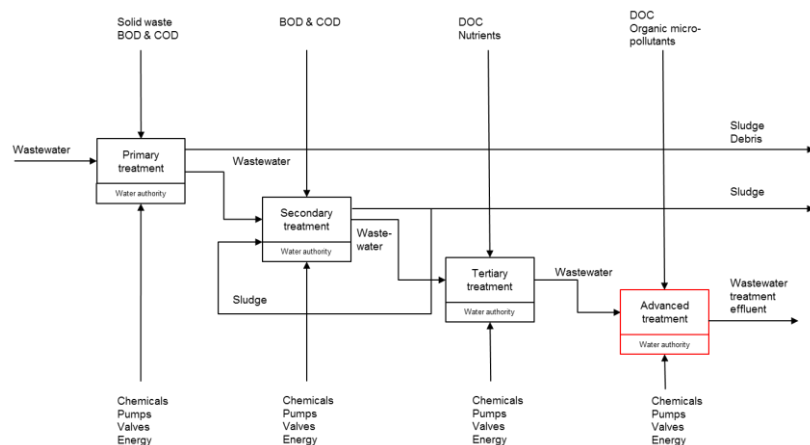 Solid waste
BOD & COD
BOD & COD
DOC
Nutrients
DOC
Organic micro-
pollutants
Wastewater
Primary
treatment
Water authority
Sludge
Debris
Wastewater
Secondary
treatment
Water authority
Sludge
Waste-
water
Sludge
Tertiary
treatment
Water authority
Wastewater
Advanced
treatment
Water authority
Wastewater
treatment
effluent
Chemicals
Pumps
Valves
Energy
Chemicals
Pumps
Valves
Energy
Chemicals
Pumps
Valves
Energy
Chemicals
Pumps
Valves
Energy